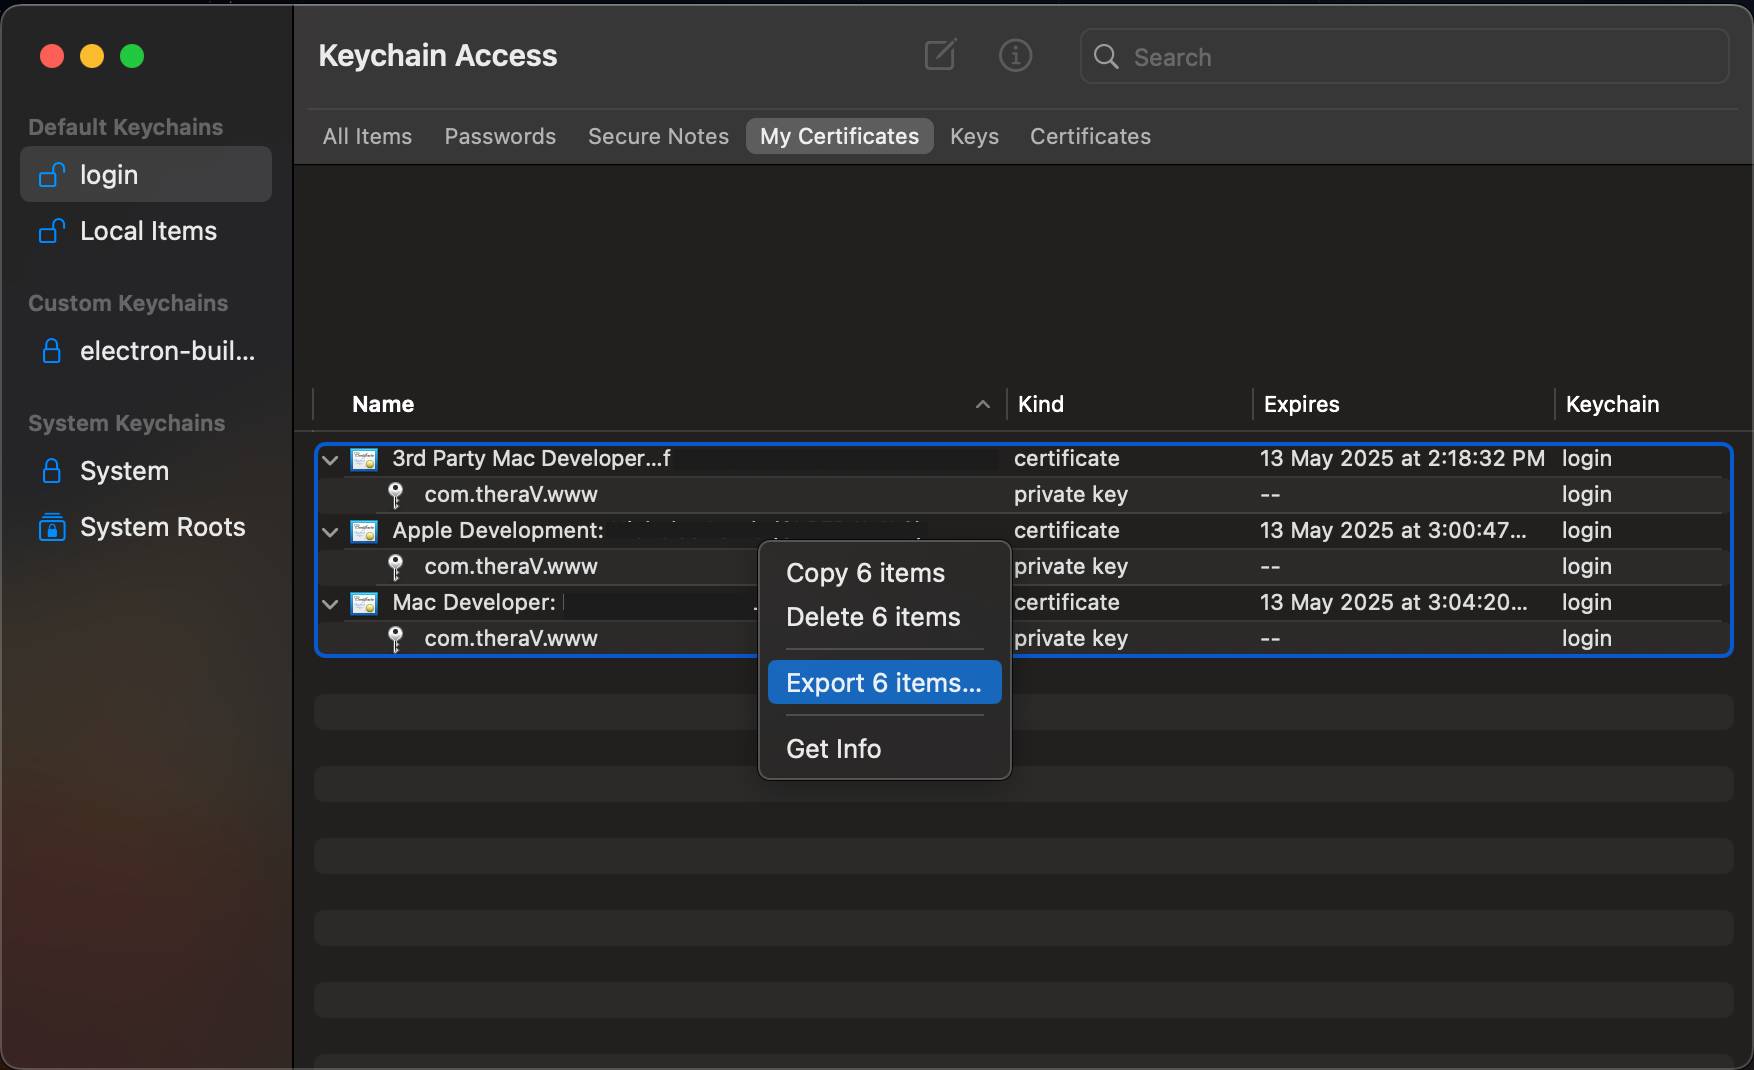 Keychain Access
Search
All Items Passwords Secure Notes My Certificates Keys Certificates
Default Keychains
login
Local Items
Custom Keychains
electron-buil...
System Keychains
System
System Roots
Name Kind Expires Keychain
3rd Party Mac Developer...f certificate 13 May 2025 at 2:18:32 PM login
com.theraV.www private key -- login
Apple Development: certificate 13 May 2025 at 3:00:47... login
com.theraV.www private key -- login
Mac Developer: certificate 13 May 2025 at 3:04:20... login
com.theraV.www private key -- login
Copy 6 items
Delete 6 items
Export 6 items...
Get Info